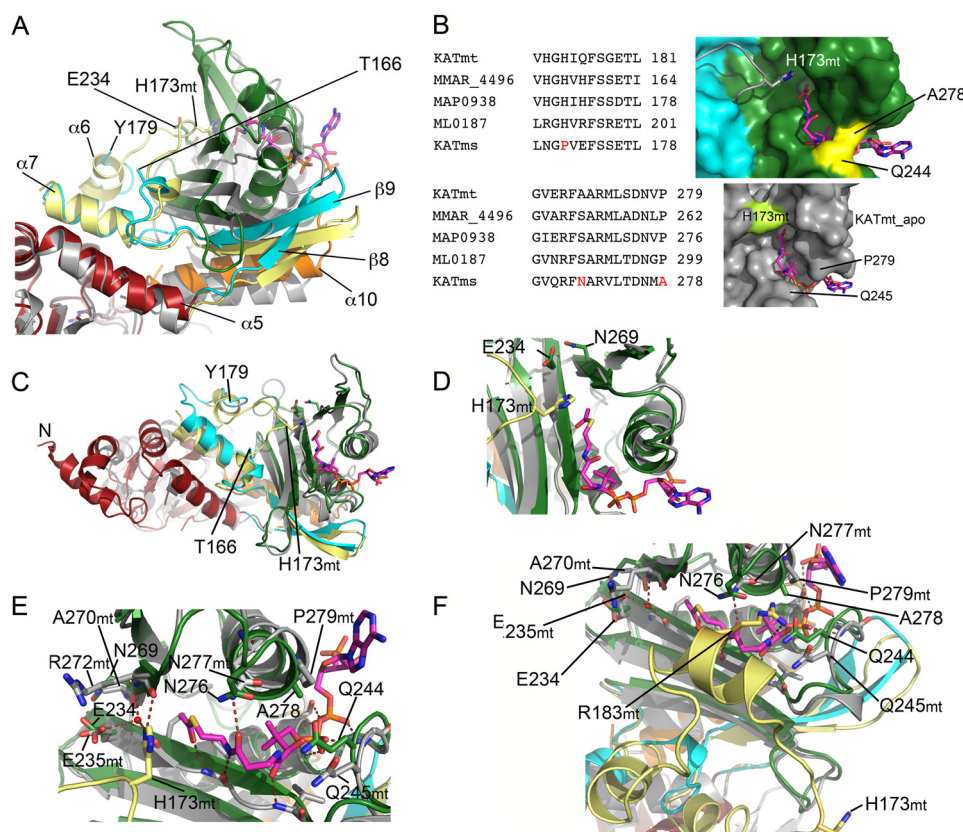 A
E234
H173mt
T166
α6
Y179
α7
β9
β8
α10
α5
B
KATmt VHGHIQFSGETL 181
MMAR_4496 VHGHVHFSSETI 164
MAP0938 VHGHIHFSSDTL 178
ML0187 LRGHVRFSRETL 201
KATms LNGPVEFSSETL 178
KATmt GVERFAARMLSDNVP 279
MMAR_4496 GVARFSARMLADNLP 262
MAP0938 GIERFSARMLSDNVP 276
ML0187 GVNRFSARMLTDNGP 299
KATms GVQRFNARVLTDNMA 278
H173mt
A278
Q244
H173mt
KATmt_apo
P279
Q245
C
Y179
N
T166
H173mt
D
E234
N269
H173mt
E
A270mt
P279mt
R272mt
N269
N277mt
N276
Q244
A278
E234
E235mt
Q245mt
H173mt
F
N277mt
A270mt
N276
N269
P279mt
A278
E235mt
Q244
E234
Q245mt
R183mt
H173mt